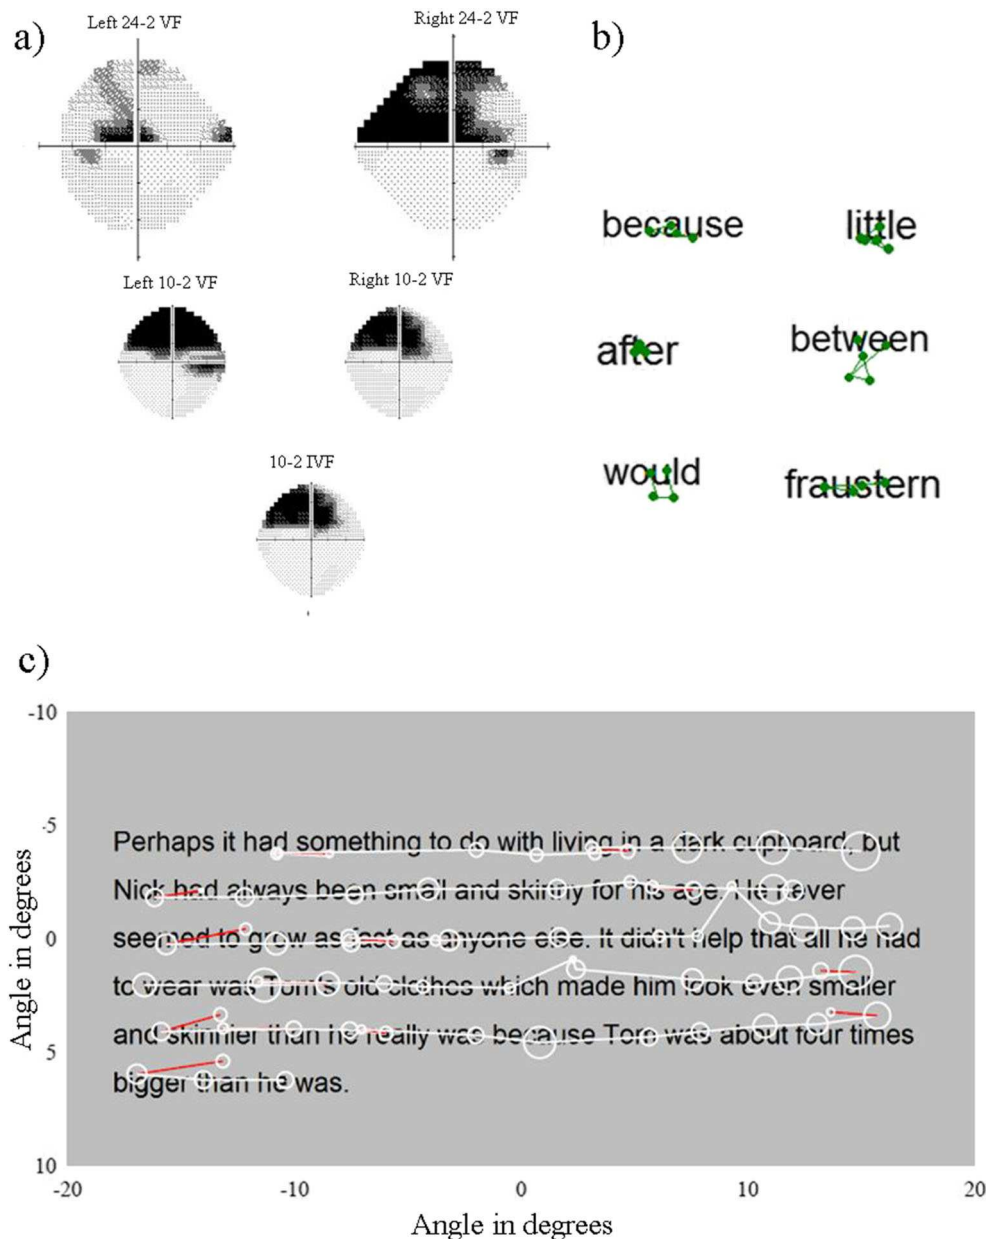 a)
Left 24-2 VF
Right 24-2 VF
b)
Left 10-2 VF
Right 10-2 VF
10-2 IVF
because
little
after
between
would
fraustern
c)
-10
-5
0
5
10
Angle in degrees
Perhaps it had something to do with living in a dark cupboard, but
Nick had always been small and skinny for his age. He never
seemed to grow as fast as anyone else. It didn't help that all he had
to wear was Tom's old clothes which made him look even smaller
and skinnier than he really was because Tom was about four times
bigger than he was.
-20
-10
0
10
20
Angle in degrees